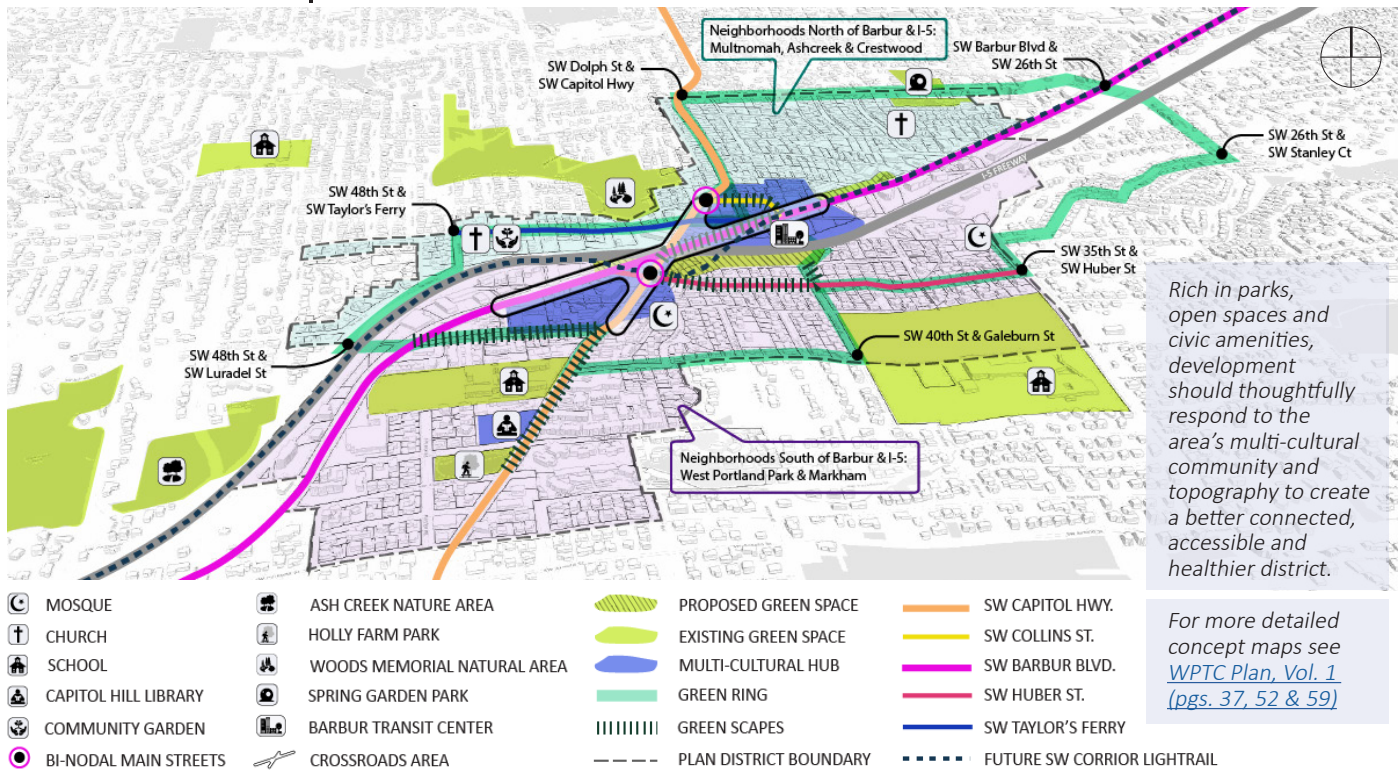 Neighborhoods North of Barbur & I-5:
Multnomah, Ashcreek & Crestwood
SW Barbur Blvd &
SW 26th St
SW Dolph St &
SW Capitol Hwy
SW 26th St &
SW Stanley Ct
I-5 FREEWAY
SW 48th St &
SW Taylor's Ferry
SW 35th St &
SW Huber St
SW 40th St & Galeburn St
SW 48th St &
SW Luradel St
Neighborhoods South of Barbur & I-5:
West Portland Park & Markham
Rich in parks,
open spaces and
civic amenities,
development
should thoughtfully
respond to the
area's multi-cultural
community and
topography to create
a better connected,
accessible and
healthier district.
For more detailed
concept maps see
WPTC Plan, Vol. 1
(pgs. 37, 52 & 59)
MOSQUE
CHURCH
SCHOOL
CAPITOL HILL LIBRARY
COMMUNITY GARDEN
BI-NODAL MAIN STREETS
ASH CREEK NATURE AREA
HOLLY FARM PARK
WOODS MEMORIAL NATURAL AREA
SPRING GARDEN PARK
BARBUR TRANSIT CENTER
CROSSROADS AREA
PROPOSED GREEN SPACE
EXISTING GREEN SPACE
MULTI-CULTURAL HUB
GREEN RING
GREEN SCAPES
PLAN DISTRICT BOUNDARY
SW CAPITOL HWY.
SW COLLINS ST.
SW BARBUR BLVD.
SW HUBER ST.
SW TAYLOR'S FERRY
FUTURE SW CORRIOR LIGHTRAIL